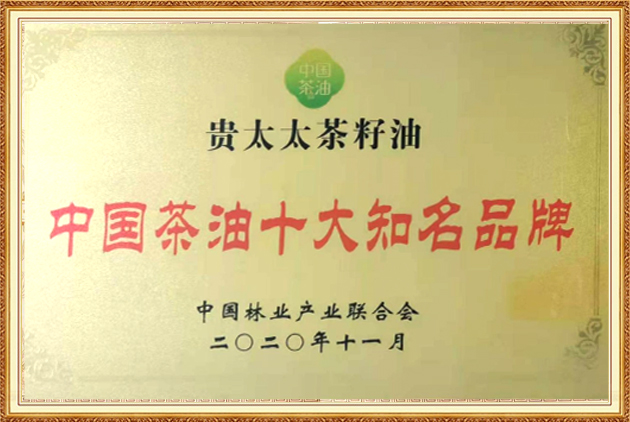 中国
茶油
贵太太茶籽油
中国茶油十大知名品牌
中国林业产业联合会
二〇二〇年十一月